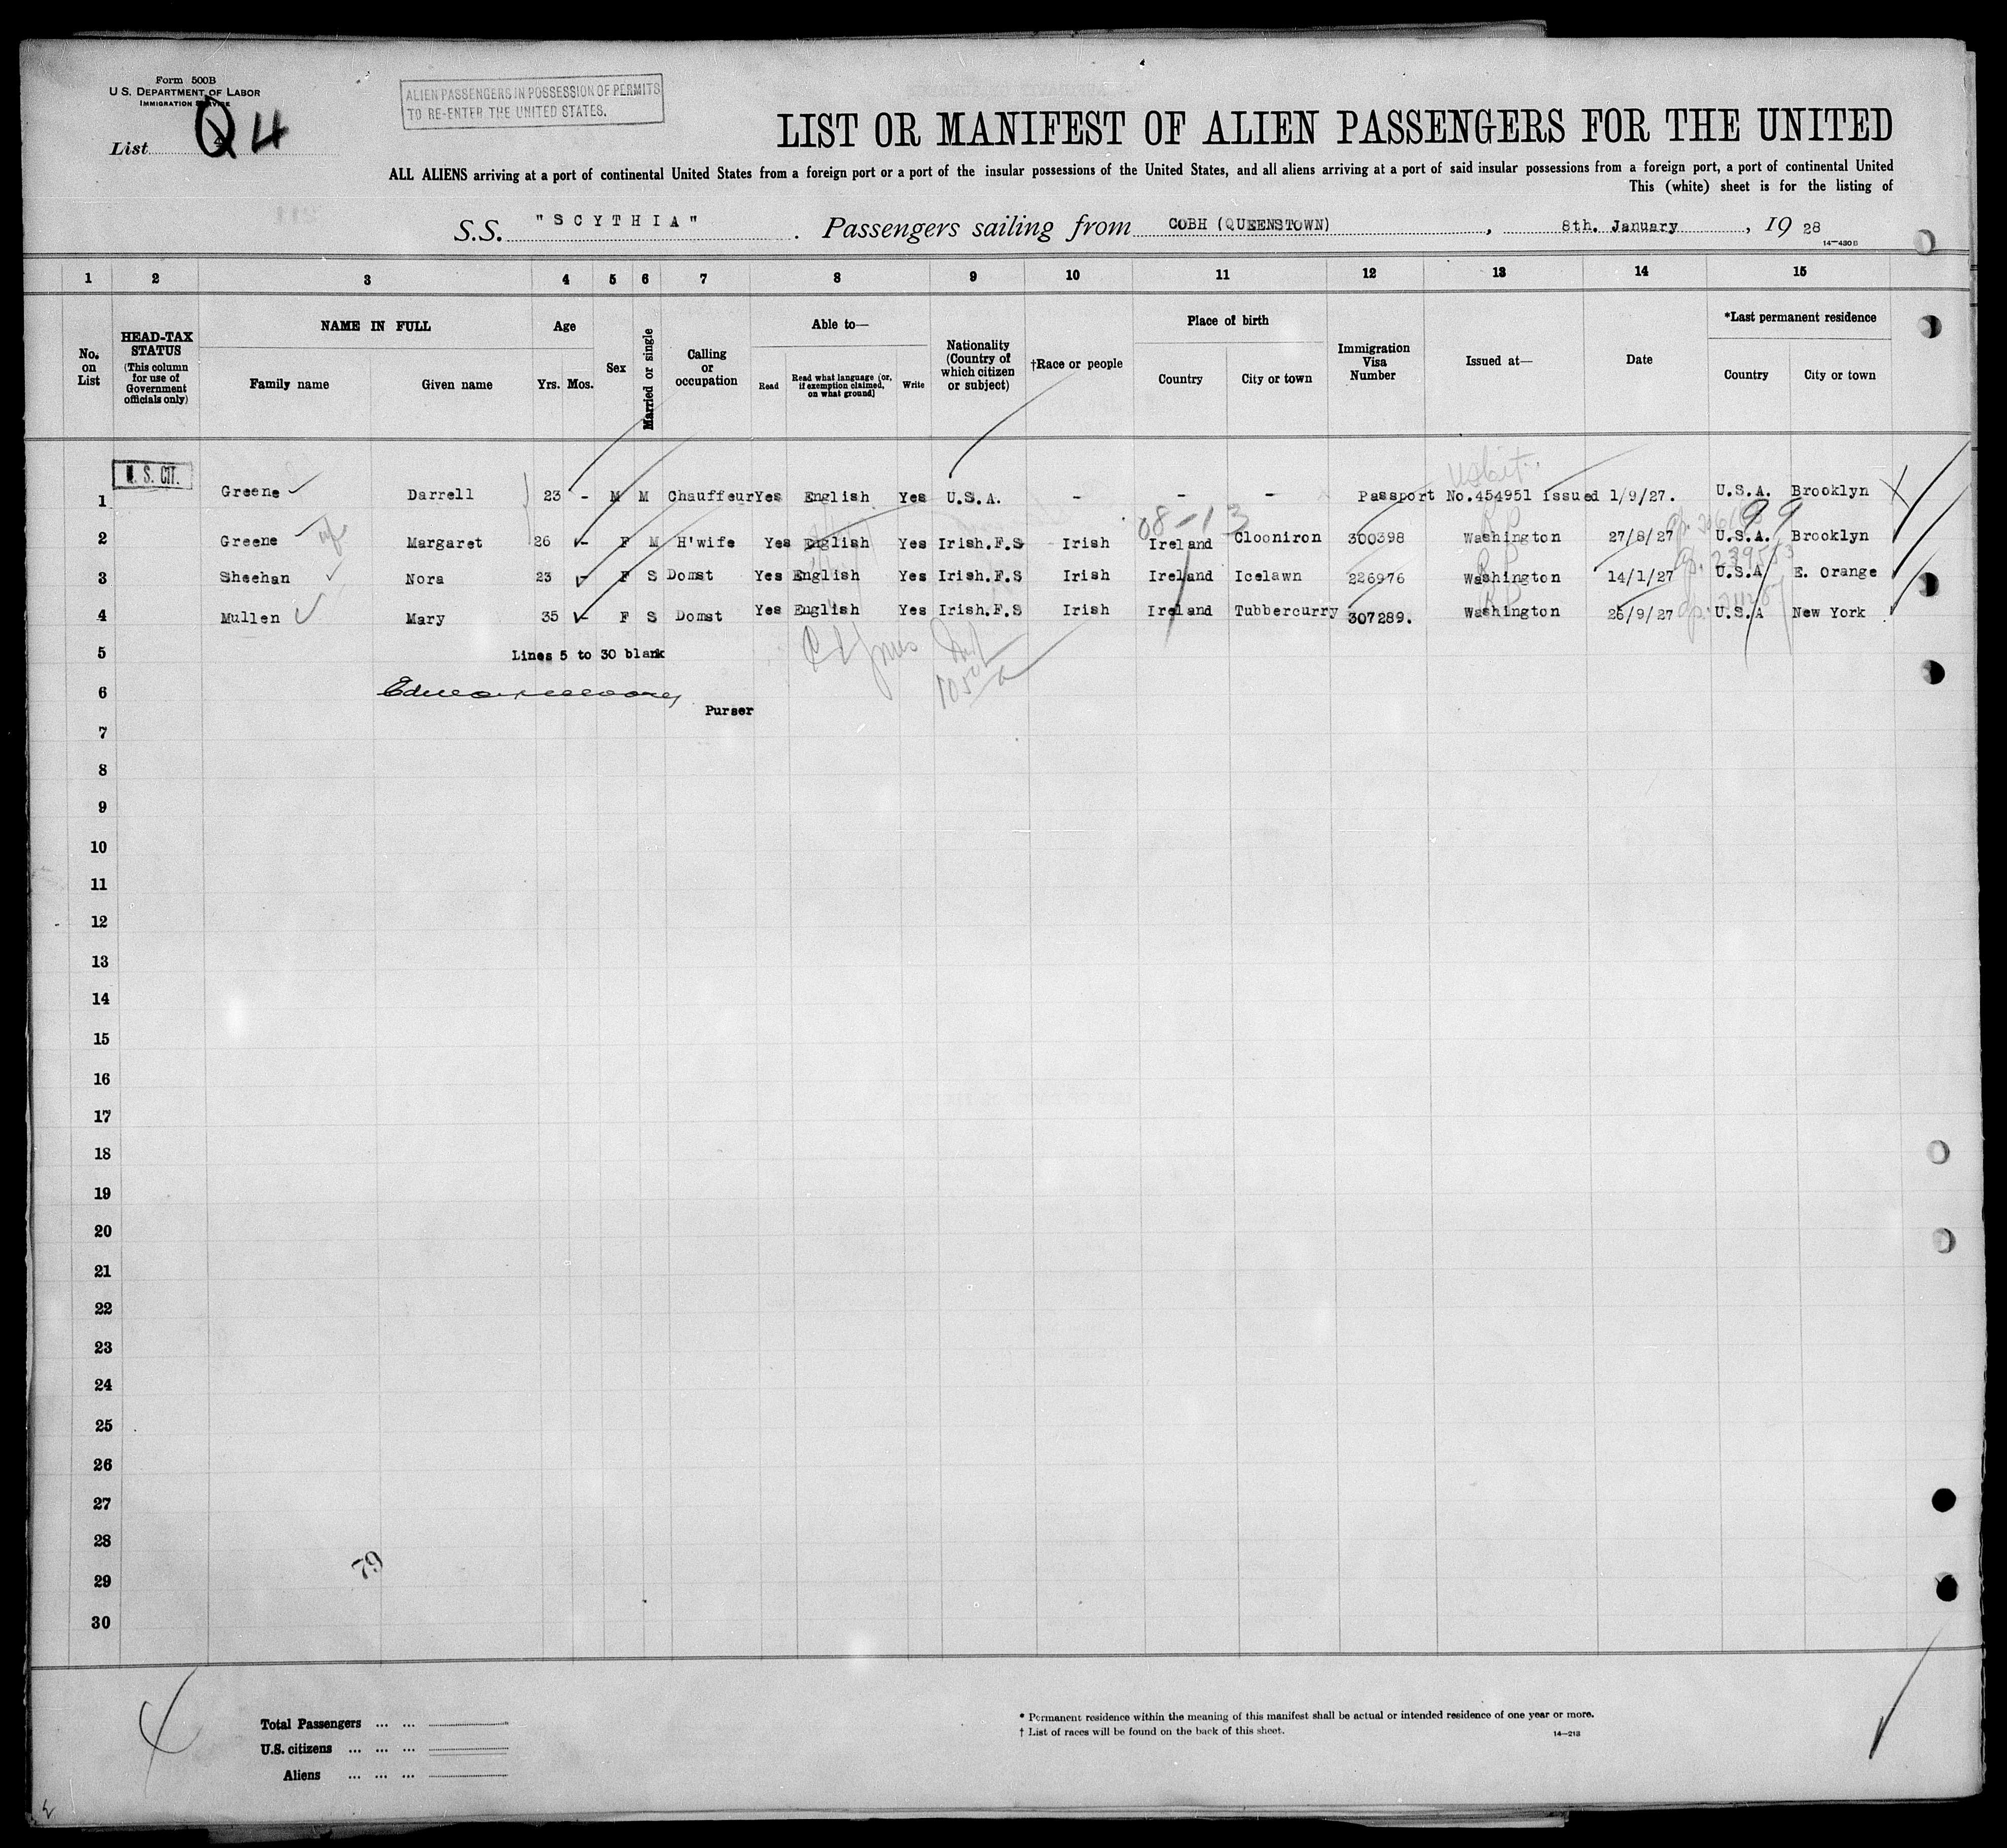 Form 500B
U.S. DEPARTMENT OF LABOR
IMMIGRATION SERVICE
List Q 4
ALIEN PASSENGERS IN POSSESSION OF PERMITS
TO RE-ENTER THE UNITED STATES.
LIST OR MANIFEST OF ALIEN PASSENGERS FOR THE UNITED
ALL ALIENS arriving at a port of continental United States from a foreign port or a port of the insular possessions of the United States, and all aliens arriving at a port of said insular possessions from a foreign port, a port of continental United
This (white) sheet is for the listing of
S.S. "SCYTHIA". Passengers sailing from COBH (QUEENSTOWN), 8th. January, 19 28
14—430B
1 2 3 4 5 6 7 8 9 10 11 12 13 14 15
No. on List
HEAD-TAX STATUS (This column for use of Government officials only)
NAME IN FULL
Family name Given name
Age
Yrs. Mos.
Sex
Married or single
Calling or occupation
Able to—
Read Read what language (or, if exemption claimed, on what ground) Write
Nationality (Country of which citizen or subject)
†Race or people
Place of birth
Country City or town
Immigration Visa Number
Issued at—
Date
*Last permanent residence
Country City or town
U. S. CIT.
1 Greene Darrell 23 - M M Chauffeur Yes English Yes U.S.A. - - - Passport No.454951 issued 1/9/27. U.S.A. Brooklyn
08-13 99
2 Greene wife Margaret 26 - F M H'wife Yes English Yes Irish.F.S Irish Ireland Clooniron 300398 RP Washington 27/8/27 U.S.A. Brooklyn
3 Sheehan Nora 23 - F S Domst Yes English Yes Irish.F.S Irish Ireland Icelawn 226976 RP Washington 14/1/27 U.S.A E. Orange
4 Mullen Mary 35 - F S Domst Yes English Yes Irish.F.S Irish Ireland Tubbercurry 307289. RP Washington 26/9/27 U.S.A New York
5 Lines 5 to 30 blank
6
Purser
7
8
9
10
11
12
13
14
15
16
17
18
19
20
21
22
23
24
25
26
27
28
79
29
30
Total Passengers ... ...
U.S. citizens ... ... ...
Aliens ... ... ...
* Permanent residence within the meaning of this manifest shall be actual or intended residence of one year or more.
† List of races will be found on the back of this sheet.
14—213